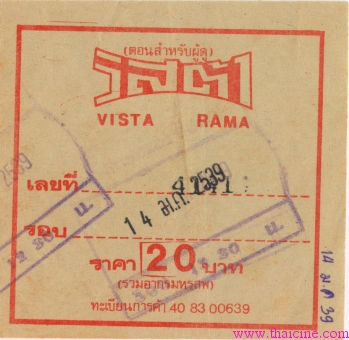 (ตอนสำหรับผู้ดู)
วิสต้า
VISTA RAMA
เลขที่
14 ม.ค. 2539
รอบ
12 30 น.
ราคา 20 บาท
(รวมอากรมหรสพ)
ทะเบียนการค้า 40 83 00639
14 ม.ค 39
www.thaicine.com